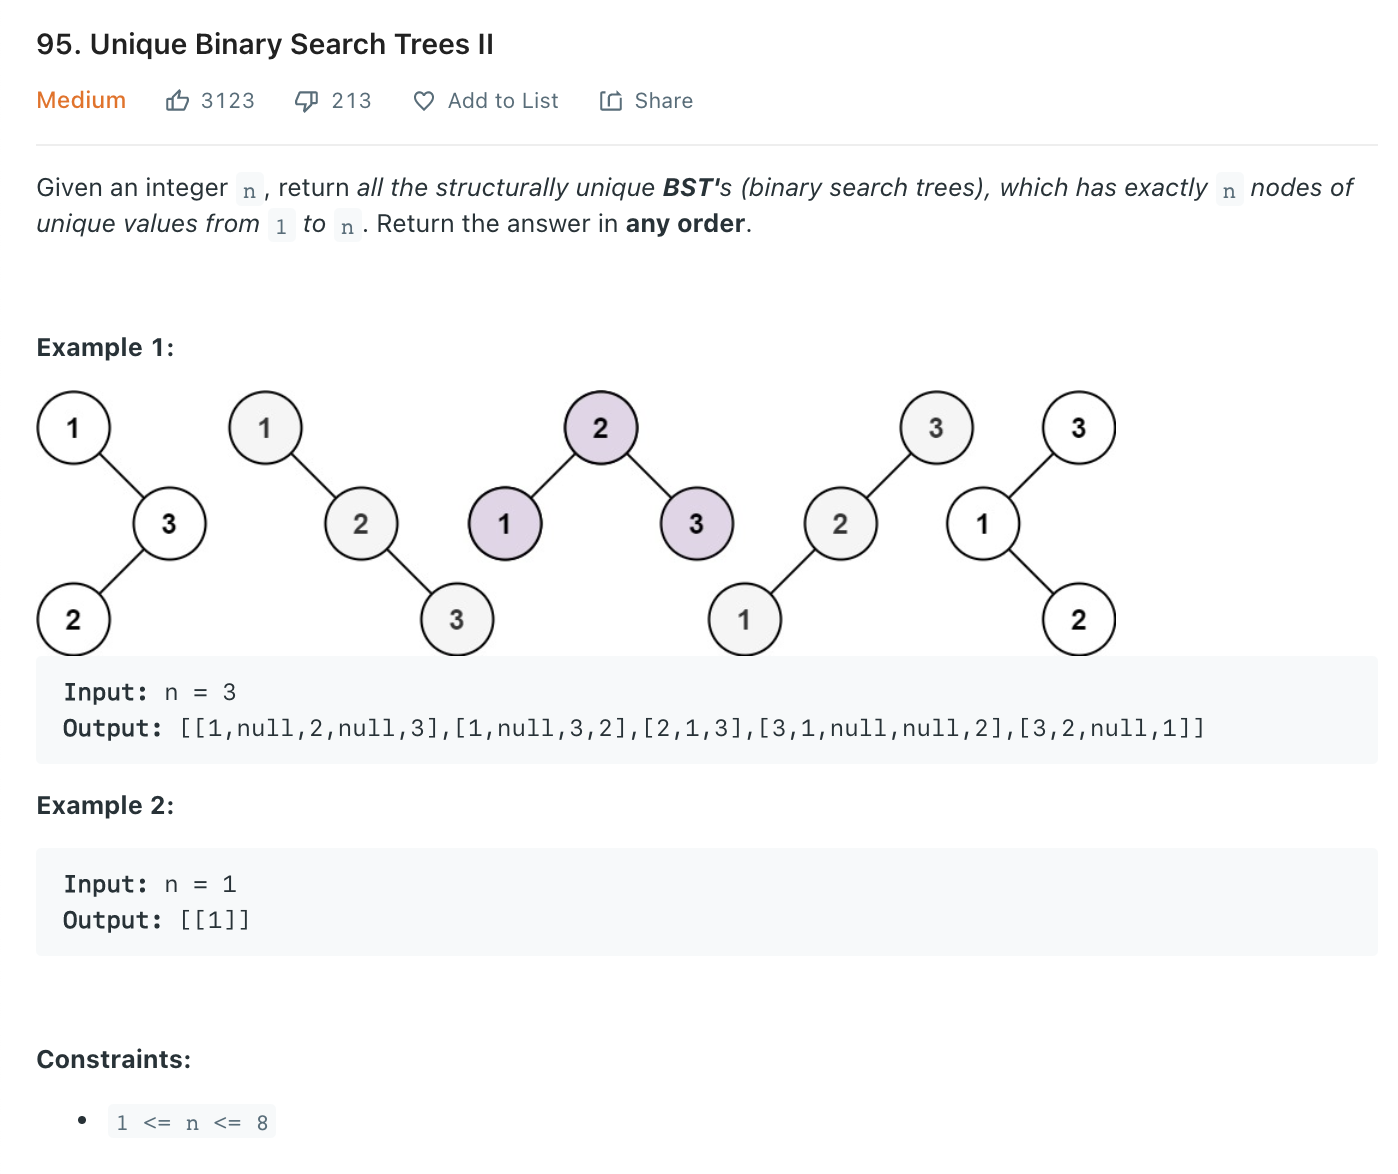 95. Unique Binary Search Trees II
Medium 3123 213 Add to List Share
Given an integer n, return all the structurally unique BST's (binary search trees), which has exactly n nodes of
unique values from 1 to n. Return the answer in any order.
Example 1:
1 1 2 3 3
3 2 1 3 2 1
2 3 1 2
Input: n = 3
Output: [[1,null,2,null,3],[1,null,3,2],[2,1,3],[3,1,null,null,2],[3,2,null,1]]
Example 2:
Input: n = 1
Output: [[1]]
Constraints:
• 1 <= n <= 8